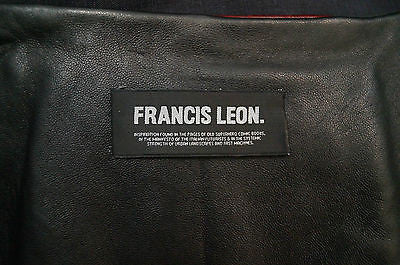 FRANCIS LEON.
INSPIRATION FOUND IN THE PAGES OF OLD SUPERHERO COMIC BOOKS,
IN THE MANIFESTO OF THE ITALIAN FUTURISTS & IN THE SYSTEMIC
STRENGTH OF URBAN LANDSCAPES AND FAST MACHINES.